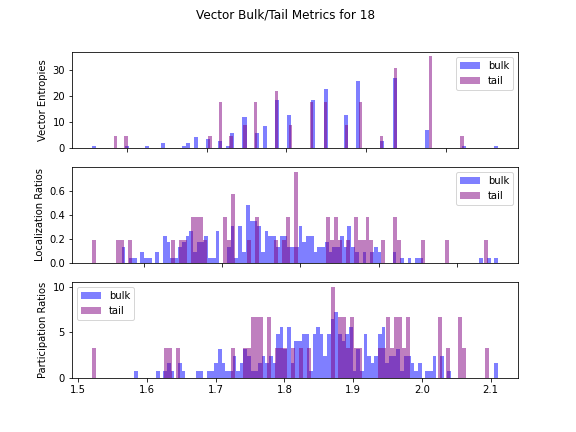 Vector Bulk/Tail Metrics for 18
Vector Entropies
30
20
10
0
bulk
tail
Localization Ratios
0.6
0.4
0.2
0.0
bulk
tail
Participation Ratios
10
5
0
bulk
tail
1.5 1.6 1.7 1.8 1.9 2.0 2.1